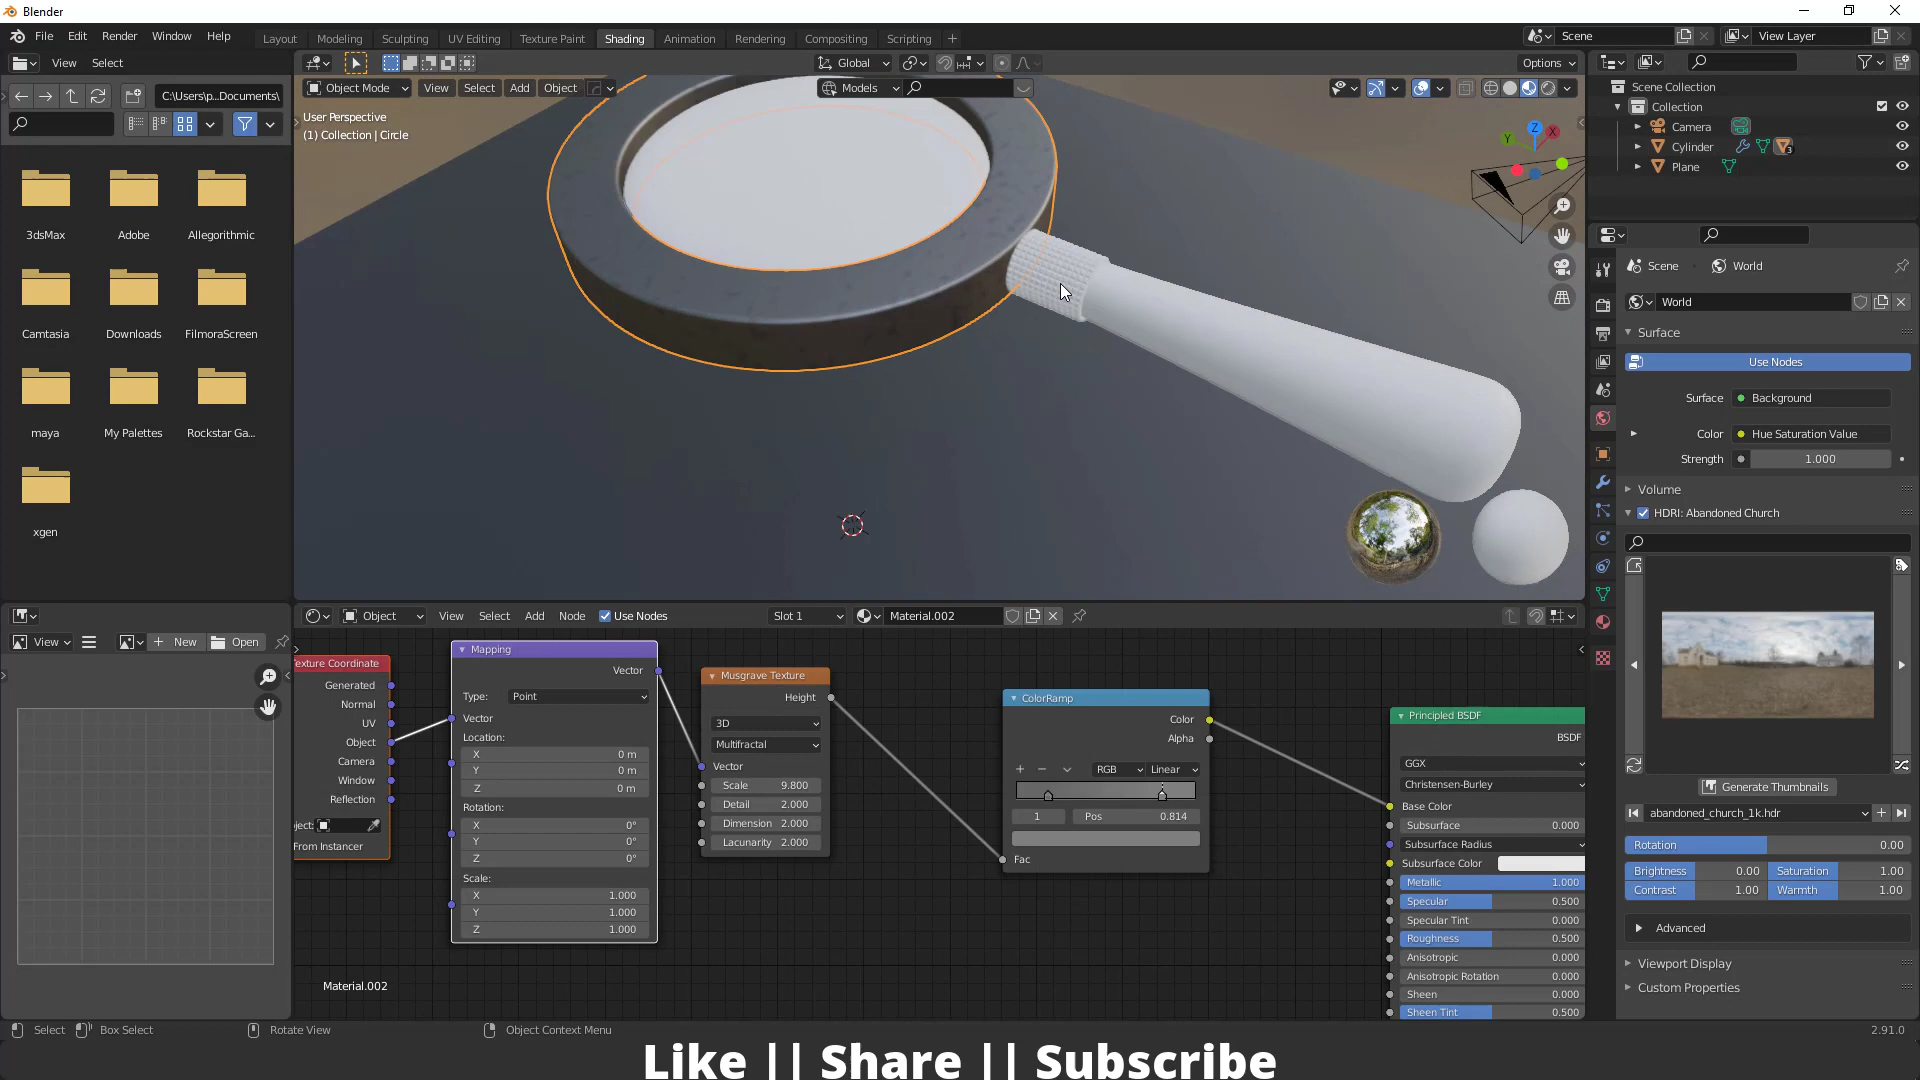 Blender
File Edit Render Window Help
Layout Modeling Sculpting UV Editing Texture Paint Shading Animation Rendering Compositing Scripting
Scene
View Layer
View Select
Global
Options
C:\Users\p...Documents\
Object Mode View Select Add Object
Models
User Perspective
(1) Collection | Circle
Z
Y
X
3dsMax Adobe Allegorithmic
Camtasia Downloads FilmoraScreen
maya My Palettes Rockstar Ga...
xgen
Scene Collection
Collection
Camera
Cylinder
3
Plane
Scene World
World
Surface
Use Nodes
Surface Background
Color Hue Saturation Value
Strength 1.000
Volume
HDRI: Abandoned Church
Generate Thumbnails
abandoned_church_1k.hdr
Rotation 0.00
Brightness 0.00 Saturation 1.00
Contrast 1.00 Warmth 1.00
Advanced
Viewport Display
Custom Properties
View New Open
Object View Select Add Node Use Nodes Slot 1 Material.002
exture Coordinate
Generated
Normal
UV
Object
Camera
Window
Reflection
ject:
From Instancer
Mapping
Vector
Type: Point
Vector
Location:
X 0 m
Y 0 m
Z 0 m
Rotation:
X 0°
Y 0°
Z 0°
Scale:
X 1.000
Y 1.000
Z 1.000
Musgrave Texture
Height
3D
Multifractal
Vector
Scale 9.800
Detail 2.000
Dimension 2.000
Lacunarity 2.000
ColorRamp
Color
Alpha
RGB Linear
1 Pos 0.814
Fac
Principled BSDF
BSDF
GGX
Christensen-Burley
Base Color
Subsurface 0.000
Subsurface Radius
Subsurface Color
Metallic 1.000
Specular 0.500
Specular Tint 0.000
Roughness 0.500
Anisotropic 0.000
Anisotropic Rotation 0.000
Sheen 0.000
Sheen Tint 0.500
Material.002
Select Box Select Rotate View Object Context Menu 2.91.0
Like || Share || Subscribe